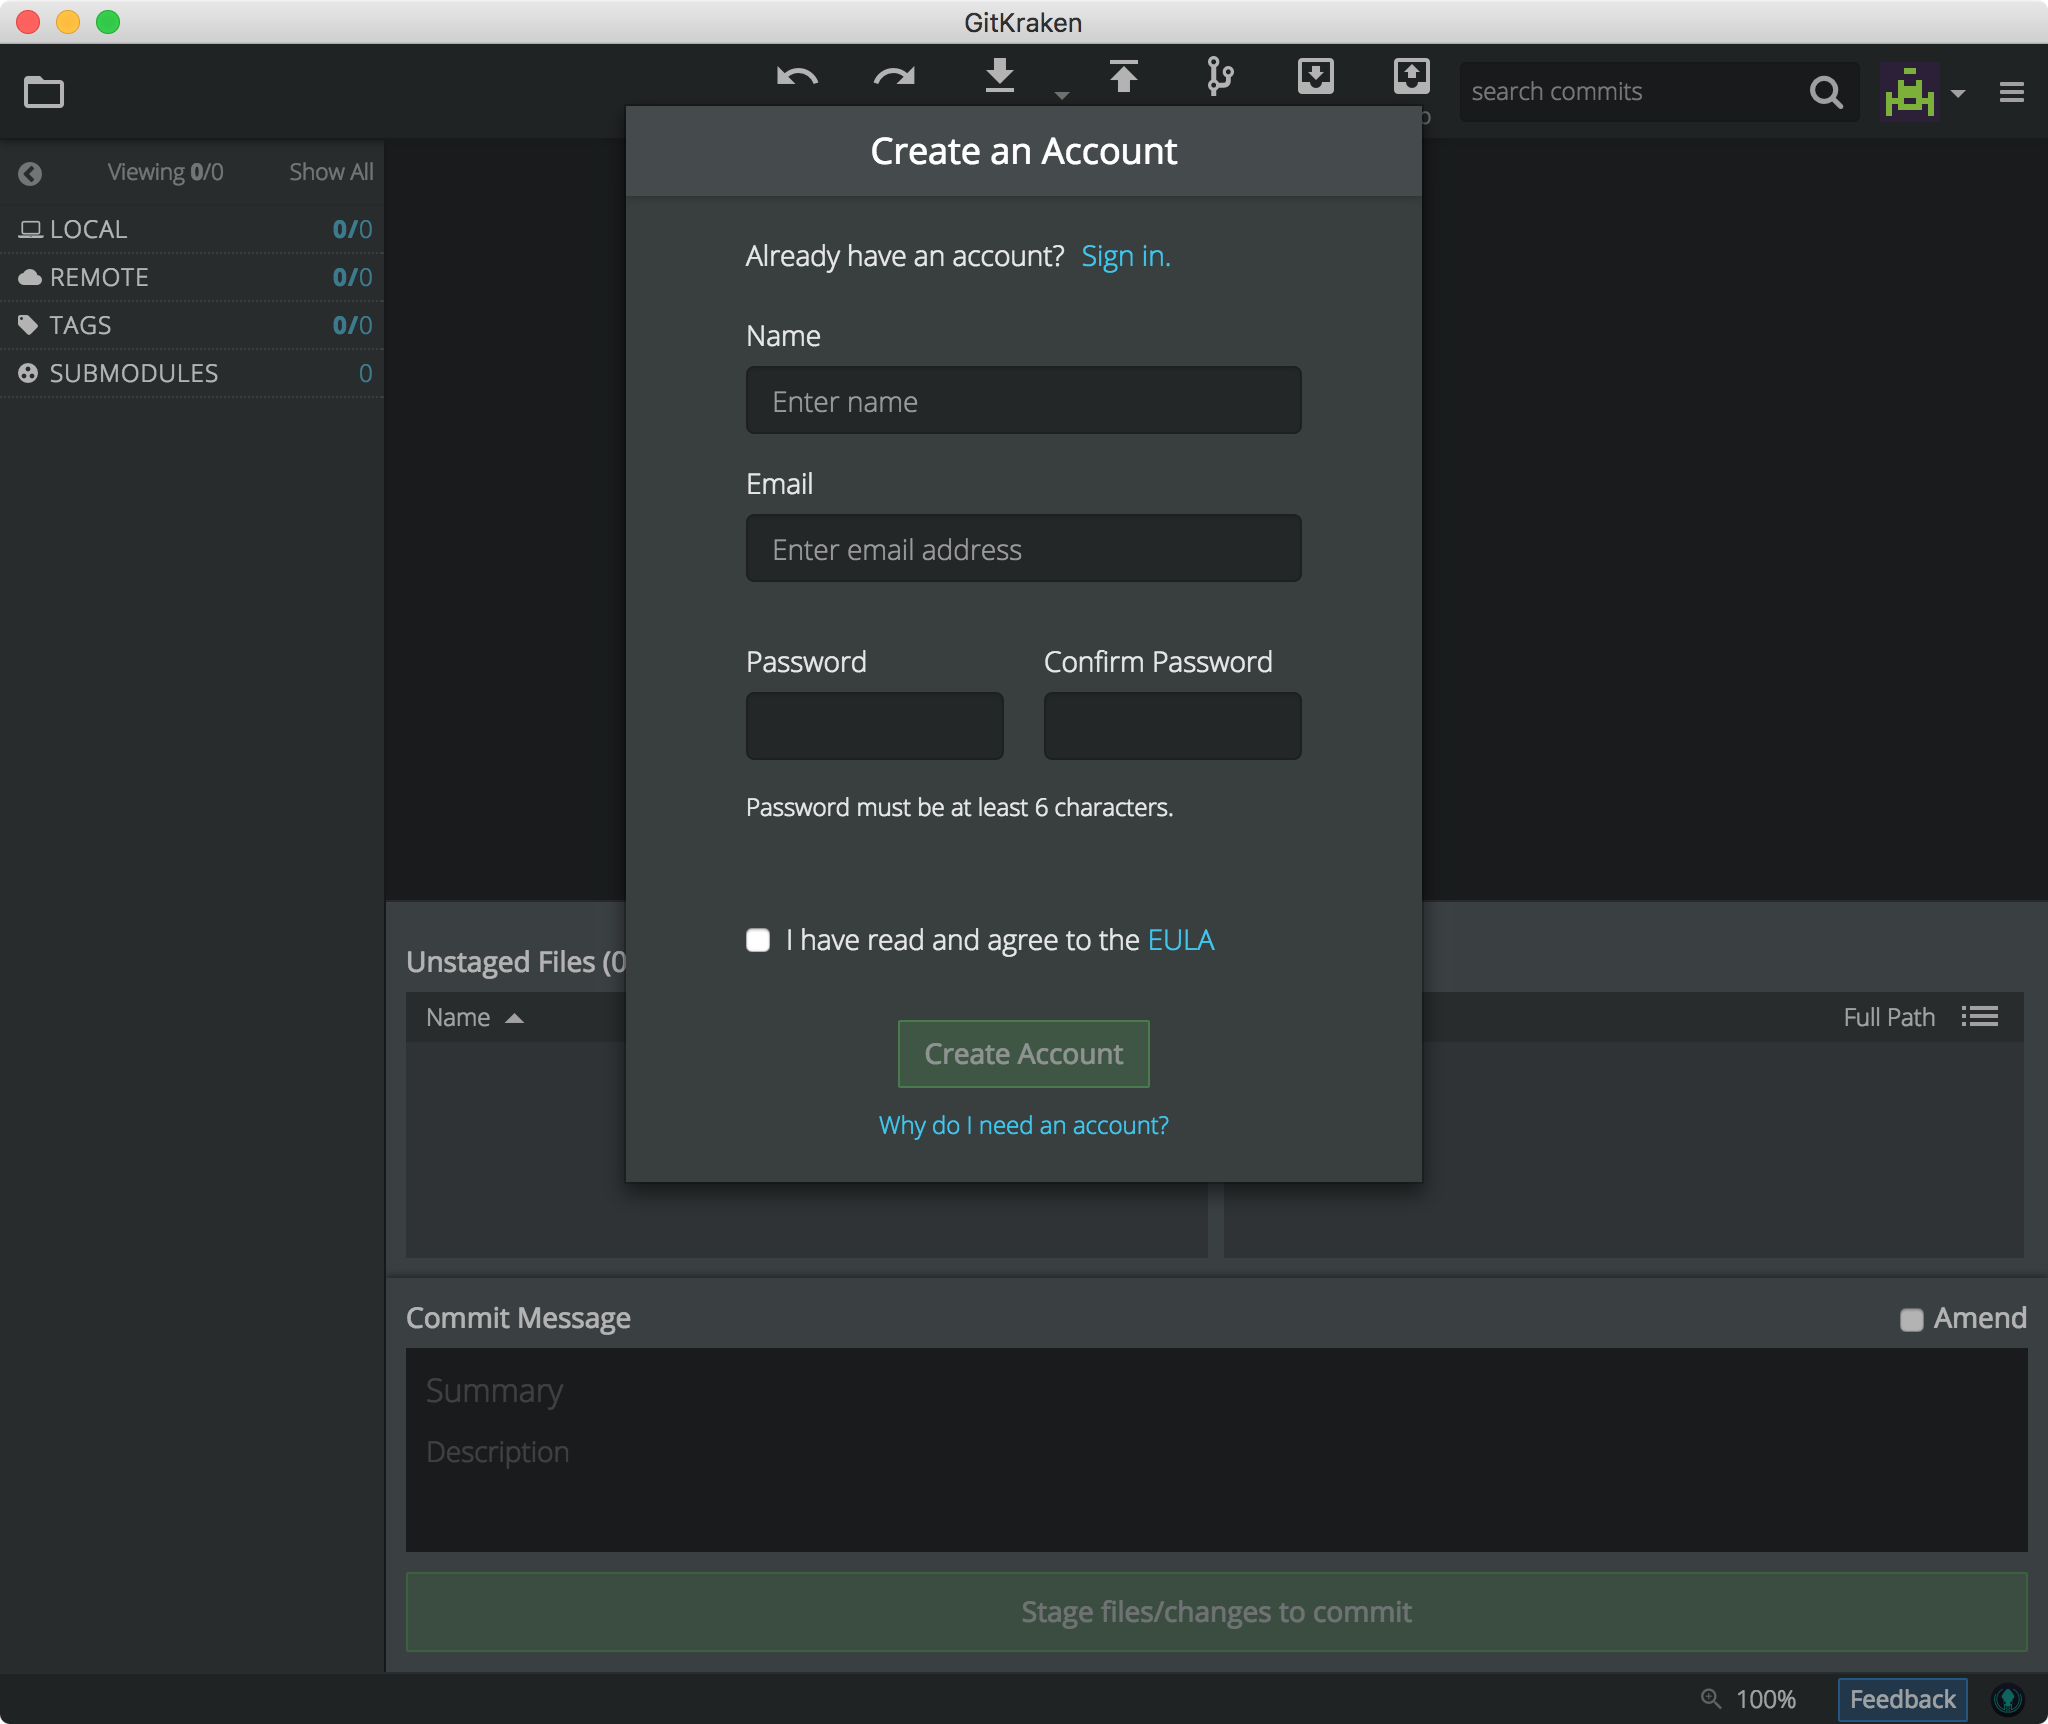 GitKraken
search commits
Viewing 0/0 Show All
LOCAL 0/0
REMOTE 0/0
TAGS 0/0
SUBMODULES 0
Create an Account
Already have an account? Sign in.
Name
Enter name
Email
Enter email address
Password Confirm Password
Password must be at least 6 characters.
I have read and agree to the EULA
Create Account
Why do I need an account?
Unstaged Files (0
Name Full Path
Commit Message Amend
Summary
Description
Stage files/changes to commit
100% Feedback